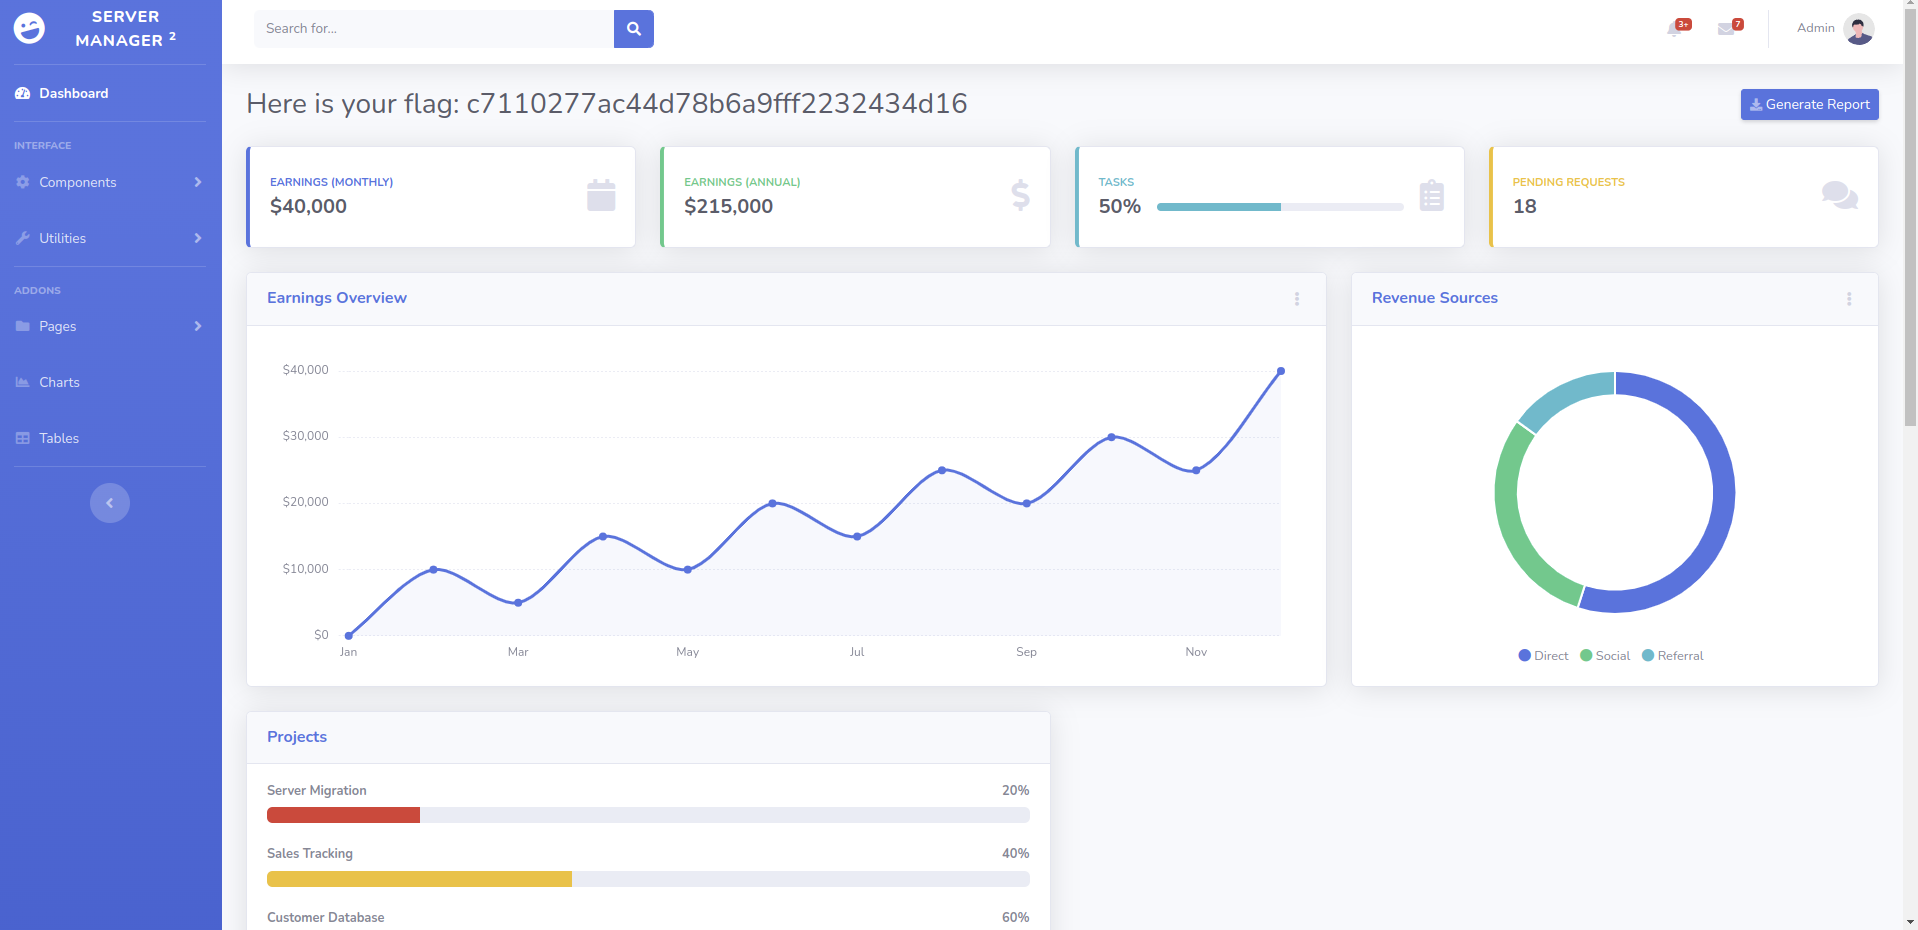 SERVER
MANAGER 2
Dashboard
INTERFACE
Components
Utilities
ADDONS
Pages
Charts
Tables
Search for...
3+
7
Admin
Here is your flag: c7110277ac44d78b6a9fff2232434d16
Generate Report
EARNINGS (MONTHLY)
$40,000
EARNINGS (ANNUAL)
$215,000
TASKS
50%
PENDING REQUESTS
18
Earnings Overview
$40,000
$30,000
$20,000
$10,000
$0
Jan Mar May Jul Sep Nov
Revenue Sources
Direct Social Referral
Projects
Server Migration 20%
Sales Tracking 40%
Customer Database 60%